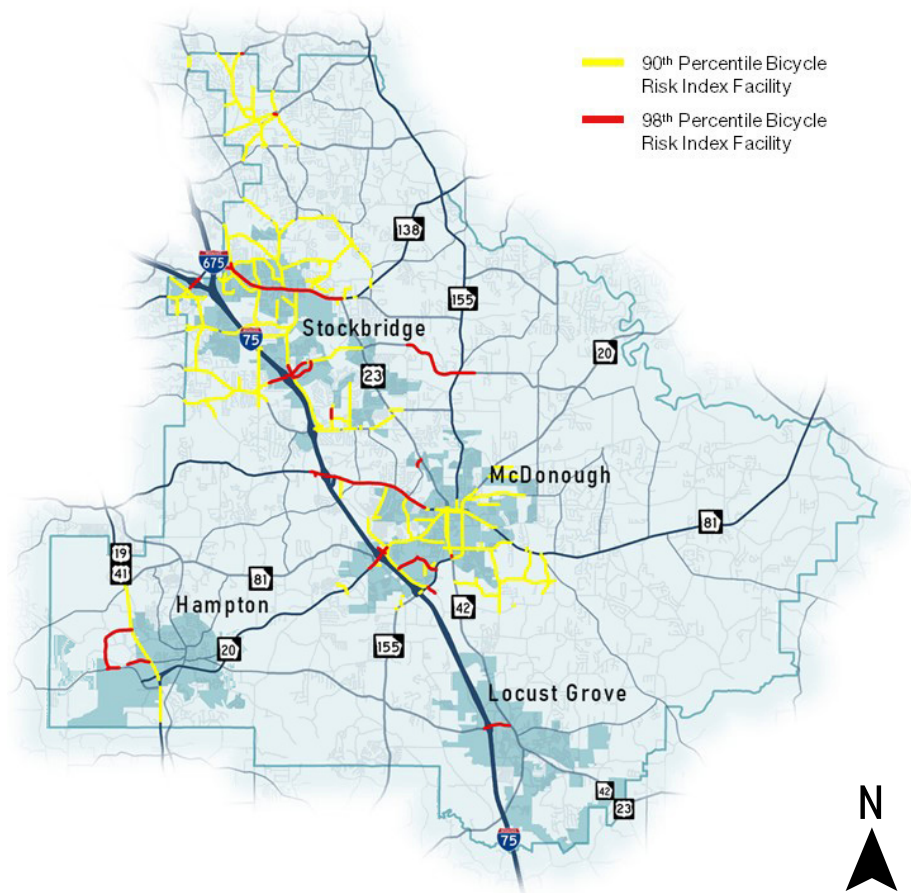 90th Percentile Bicycle
Risk Index Facility
98th Percentile Bicycle
Risk Index Facility
138
675
155
Stockbridge
75
20
23
McDonough
81
19
41
81
Hampton
42
20
155
Locust Grove
42
23
N
75